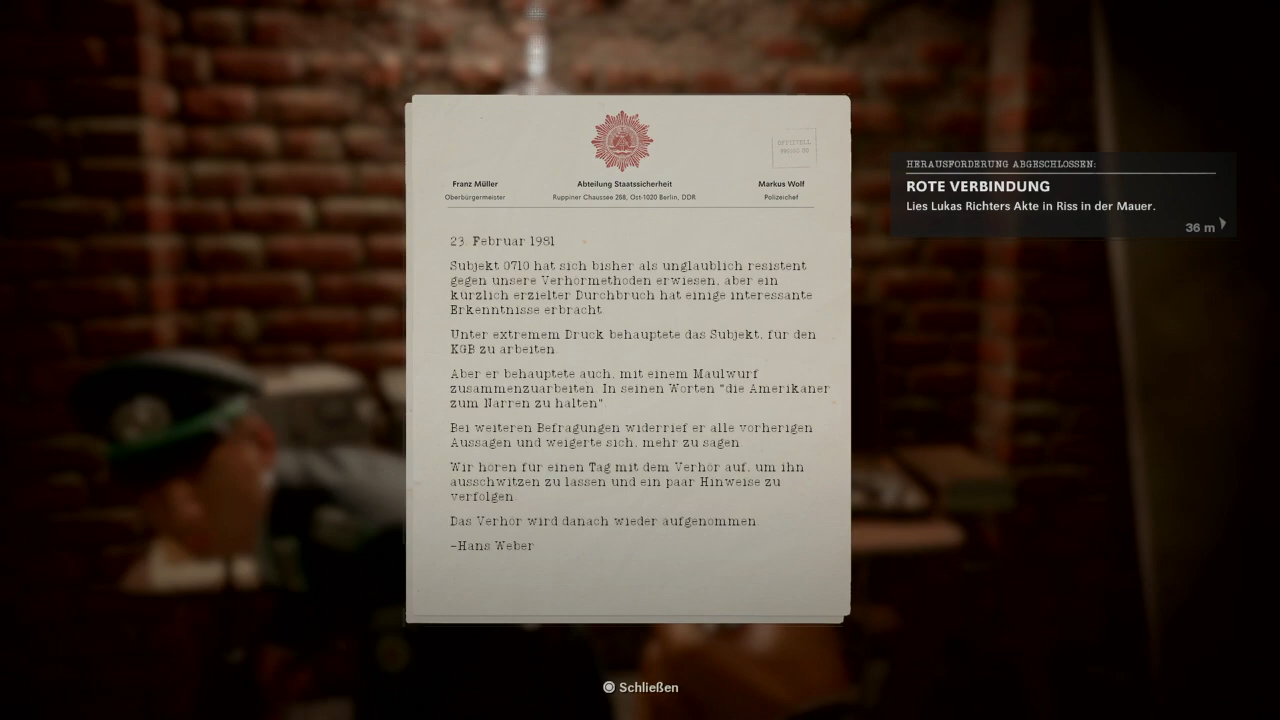 Franz Müller
Oberbürgermeister
Abteilung Staatssicherheit
Ruppiner Chaussee 268, Ost-1020 Berlin, DDR
Markus Wolf
Polizeichef
23. Februar 1981
Subjekt 0710 hat sich bisher als unglaublich resistent
gegen unsere Verhörmethoden erwiesen, aber ein
kürzlich erzielter Durchbruch hat einige interessante
Erkenntnisse erbracht.
Unter extremem Druck behauptete das Subjekt, für den
KGB zu arbeiten.
Aber er behauptete auch, mit einem Maulwurf
zusammenzuarbeiten. In seinen Worten "die Amerikaner
zum Narren zu halten".
Bei weiteren Befragungen widerrief er alle vorherigen
Aussagen und weigerte sich, mehr zu sagen.
Wir hören für einen Tag mit dem Verhör auf, um ihn
ausschwitzen zu lassen und ein paar Hinweise zu
verfolgen.
Das Verhör wird danach wieder aufgenommen
-Hans Weber
HERAUSFORDERUNG ABGESCHLOSSEN:
ROTE VERBINDUNG
Lies Lukas Richters Akte in Riss in der Mauer.
36 m
Schließen